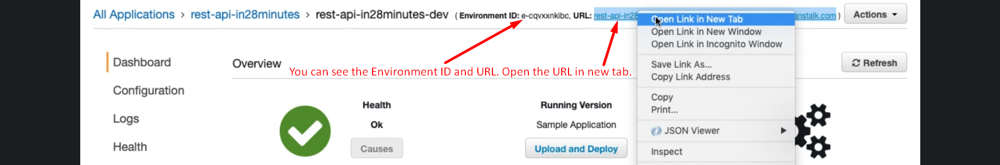 All Applications > rest-api-in28minutes > rest-api-in28minutes-dev ( Environment ID: e-cqvxxnkibc, URL: rest-api-in28 anstalk.com ) Actions
Open Link in New Tab
Open Link in New Window
Open Link in Incognito Window
Save Link As...
Copy Link Address
Copy
Print...
JSON Viewer
Inspect
Dashboard
Configuration
Logs
Health
Overview
Refresh
You can see the Environment ID and URL. Open the URL in new tab.
Health
Ok
Causes
Running Version
Sample Application
Upload and Deploy